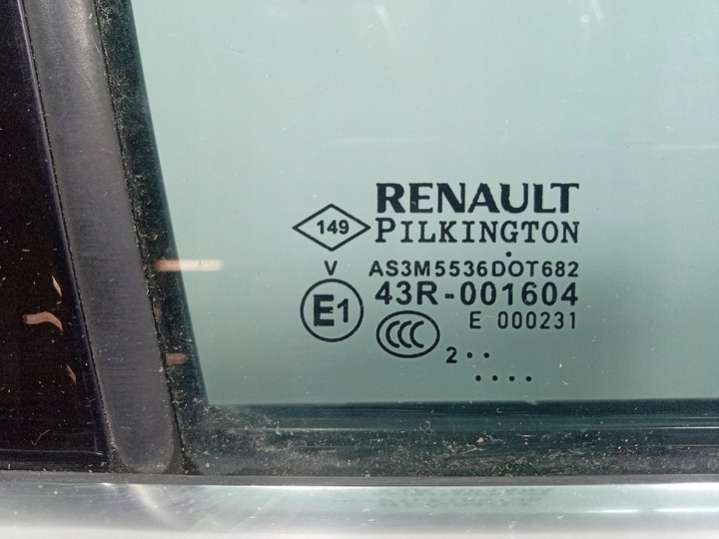 RENAULT
149 PILKINGTON
V AS3M5536DOT682
E1 43R-001604
E 000231
CCC
2